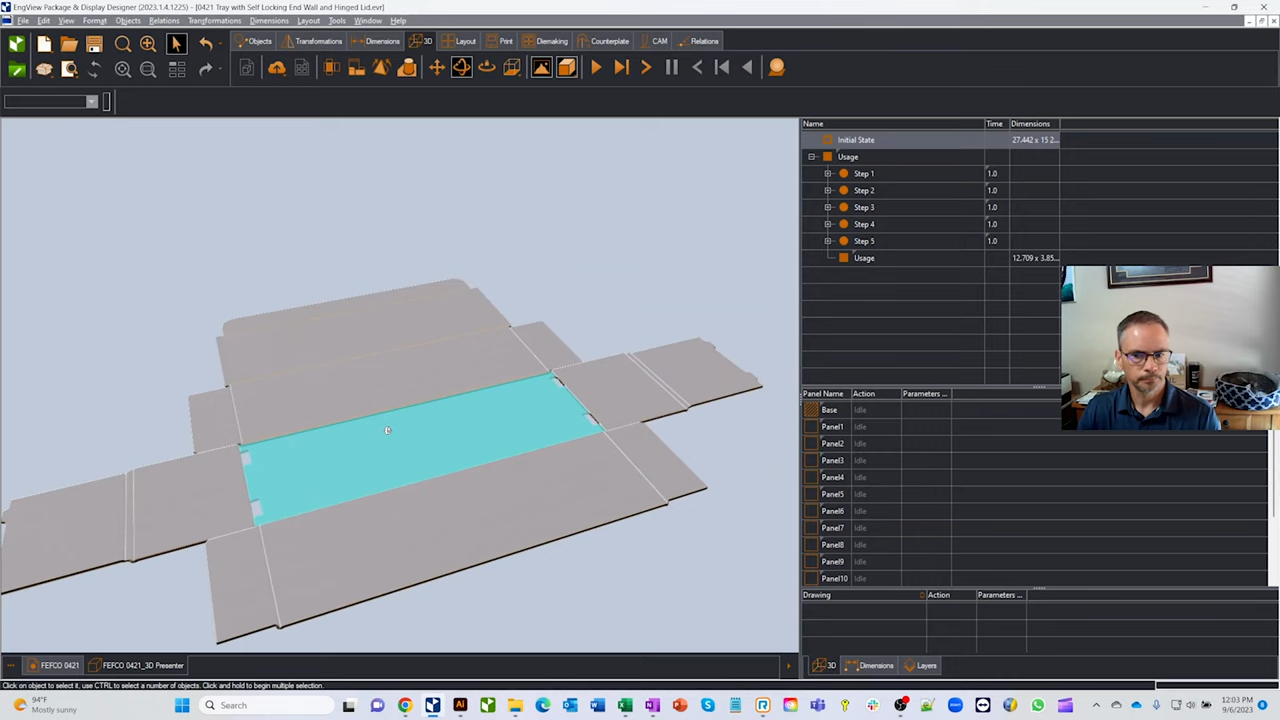 EngView Package & Display Designer (2023.1.4.1225) - [0421 Tray with Self Locking End Wall and Hinged Lid.evr]
File Edit View Format Objects Relations Transformations Dimensions Layout Tools Window Help
Objects Transformations Dimensions 3D Layout Print Diemaking Counterplate CAM Relations
Name Time Dimensions
Initial State 27.442 x 15 2...
Usage
Step 1 1.0
Step 2 1.0
Step 3 1.0
Step 4 1.0
Step 5 1.0
Usage 12.709 x 3.85...
Panel Name Action Parameters ...
Base Idle
Panel1 Idle
Panel2 Idle
Panel3 Idle
Panel4 Idle
Panel5 Idle
Panel6 Idle
Panel7 Idle
Panel8 Idle
Panel9 Idle
Panel10 Idle
Drawing Action Parameters ...
FEFCO 0421 FEFCO 0421_3D Presenter
3D Dimensions Layers
Click on object to select it, use CTRL to select a number of objects. Click and hold to begin multiple selection.
94°F
Mostly sunny
Search
12:03 PM
9/6/2023